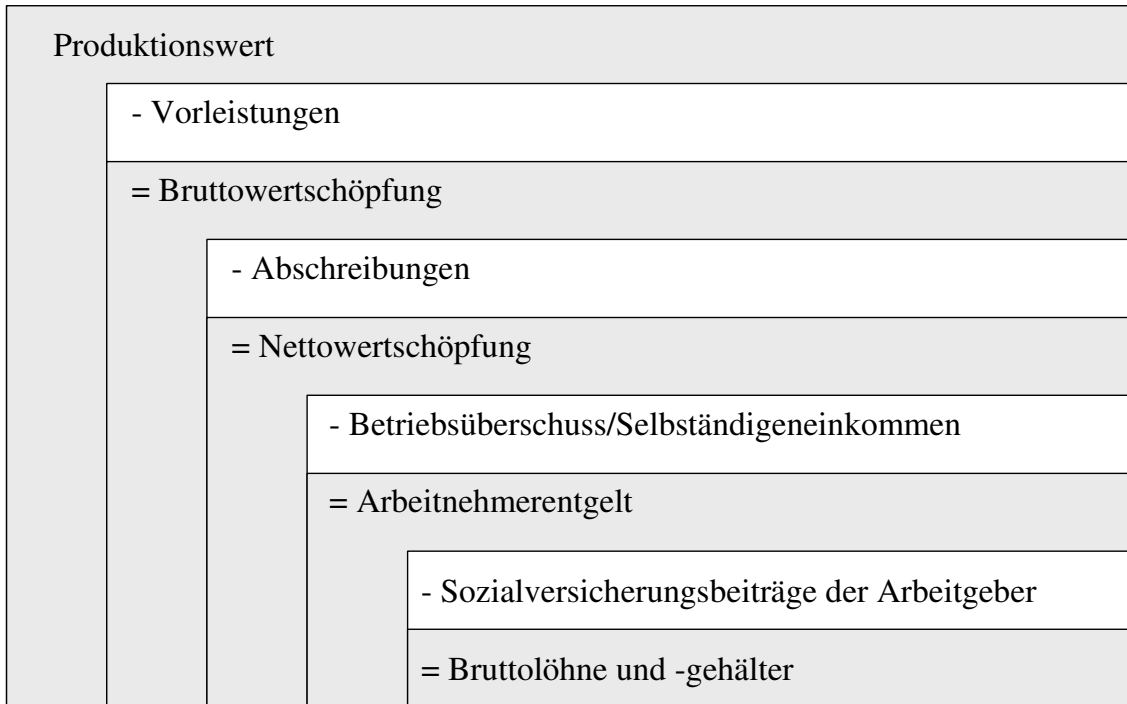 Produktionswert
- Vorleistungen
= Bruttowertschöpfung
- Abschreibungen
= Nettowertschöpfung
- Betriebsüberschuss/Selbständigeneinkommen
= Arbeitnehmerentgelt
- Sozialversicherungsbeiträge der Arbeitgeber
= Bruttolöhne und -gehälter